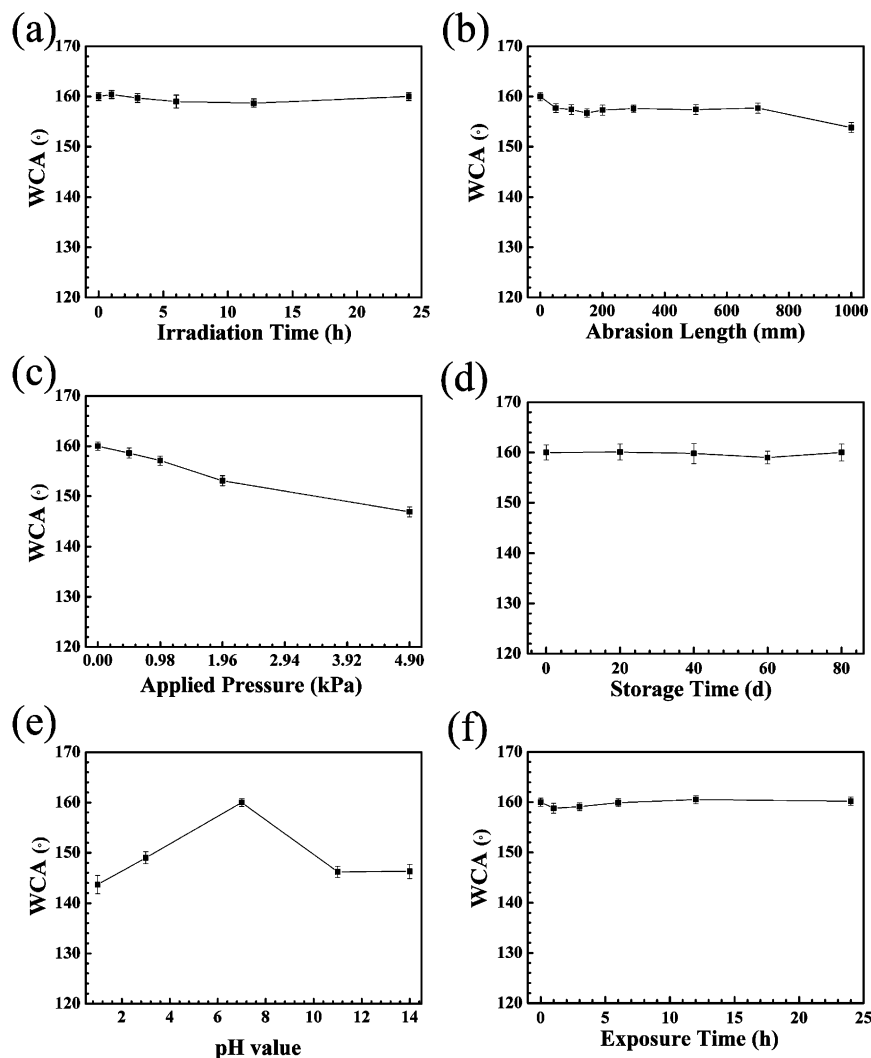 (a)
170
160
150
140
130
120
WCA (°)
0 5 10 15 20 25
Irradiation Time (h)
(b)
170
160
150
140
130
120
WCA (°)
0 200 400 600 800 1000
Abrasion Length (mm)
(c)
170
160
150
140
130
120
WCA (°)
0.00 0.98 1.96 2.94 3.92 4.90
Applied Pressure (kPa)
(d)
170
160
150
140
130
120
WCA (°)
0 20 40 60 80
Storage Time (d)
(e)
170
160
150
140
130
120
WCA (°)
2 4 6 8 10 12 14
pH value
(f)
170
160
150
140
130
120
WCA (°)
0 5 10 15 20 25
Exposure Time (h)